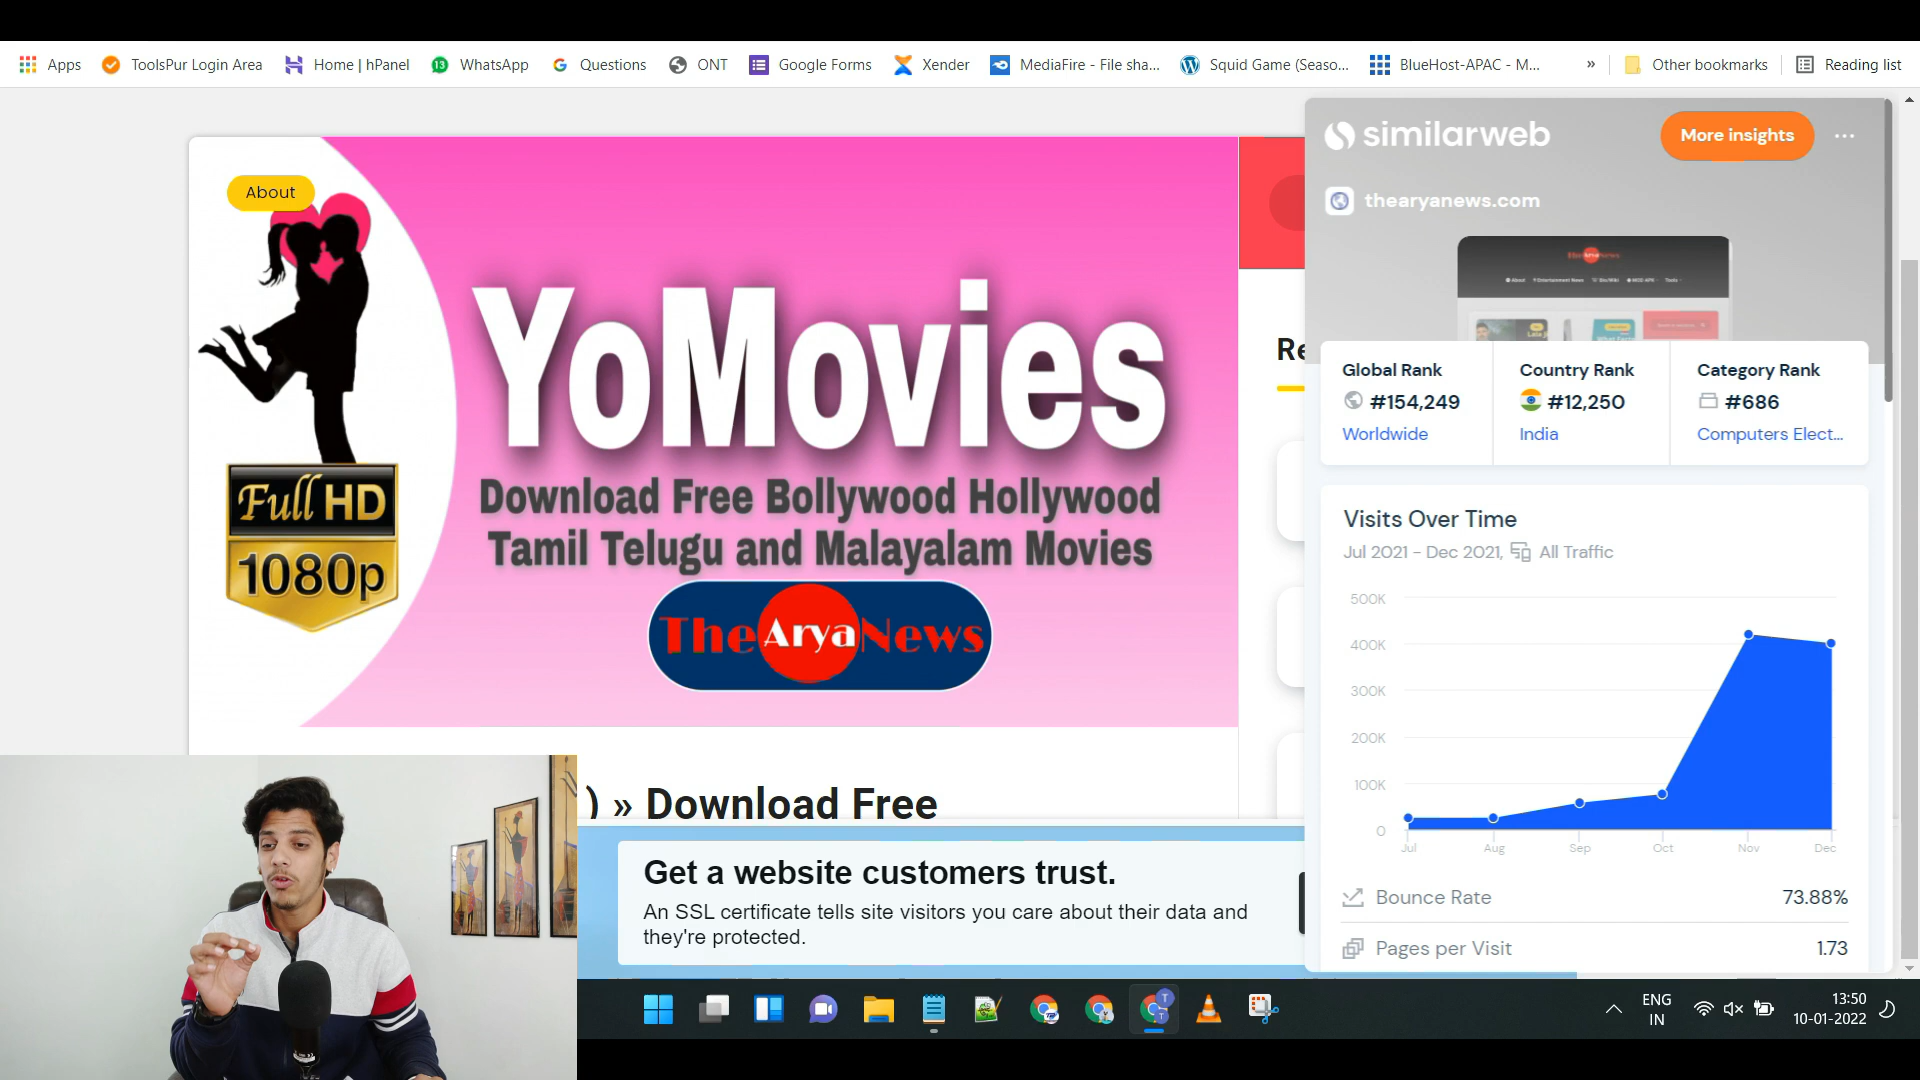 Apps
ToolsPur Login Area
Home | hPanel
13
WhatsApp
Questions
ONT
Google Forms
Xender
MediaFire - File sha...
Squid Game (Seaso...
BlueHost-APAC - M...
»
Other bookmarks
Reading list
About
YoMovies
Download Free Bollywood Hollywood
Tamil Telugu and Malayalam Movies
Full HD
1080p
TheAryaNews
Re
) » Download Free
Get a website customers trust.
An SSL certificate tells site visitors you care about their data and
they're protected.
similarweb
More insights
...
thearyanews.com
TheAryaNews
Global Rank
#154,249
Worldwide
Country Rank
#12,250
India
Category Rank
#686
Computers Elect...
Visits Over Time
Jul 2021 - Dec 2021, All Traffic
500K
400K
300K
200K
100K
0
Jul Aug Sep Oct Nov Dec
Bounce Rate 73.88%
Pages per Visit 1.73
ENG
IN
13:50
10-01-2022